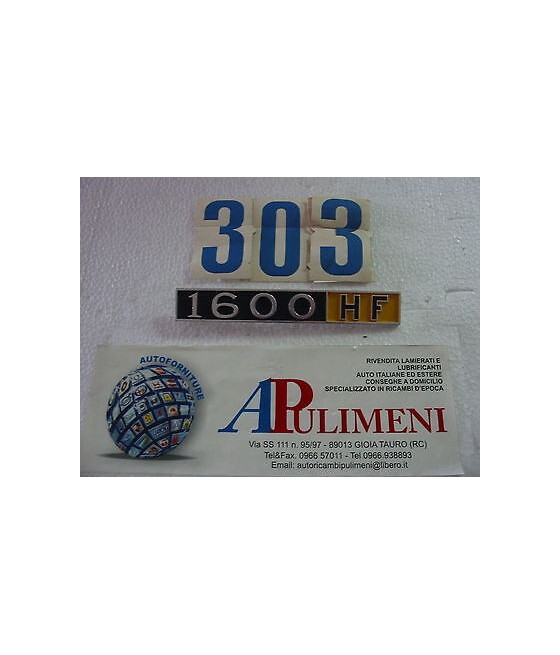 303
1600 HF
AUTOFORNITURE
RIVENDITA LAMIERATI E
LUBRIFICANTI
AUTO ITALIANE ED ESTERE
CONSEGNE A DOMICILIO
SPECIALIZZATO IN RICAMBI D'EPOCA
APULIMENI
Via SS 111 n. 95/97 - 89013 GIOIA TAURO (RC)
Tel&Fax. 0966 57011 - Tel 0966.938893
Email: autoricambipulimeni@libero.it